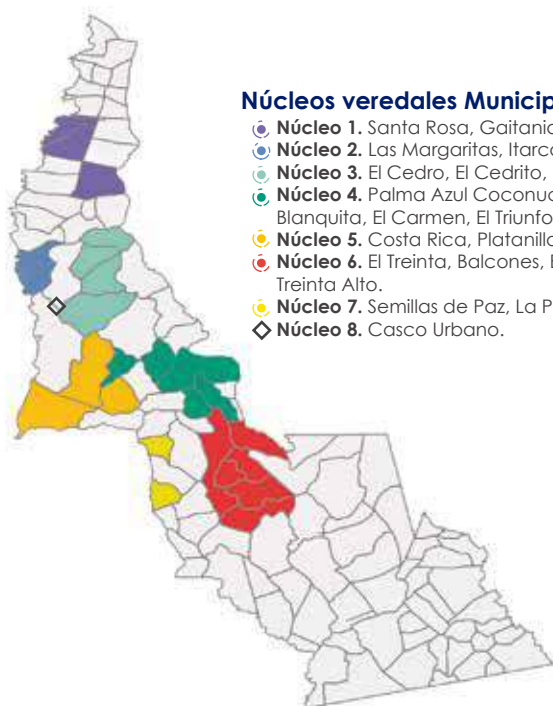 Núcleos veredales Municip
Núcleo 1. Santa Rosa, Gaitania
Núcleo 2. Las Margaritas, Itarca
Núcleo 3. El Cedro, El Cedrito,
Núcleo 4. Palma Azul Coconuc
Blanquita, El Carmen, El Triunfo
Núcleo 5. Costa Rica, Platanillo
Núcleo 6. El Treinta, Balcones, E
Treinta Alto.
Núcleo 7. Semillas de Paz, La P
Núcleo 8. Casco Urbano.